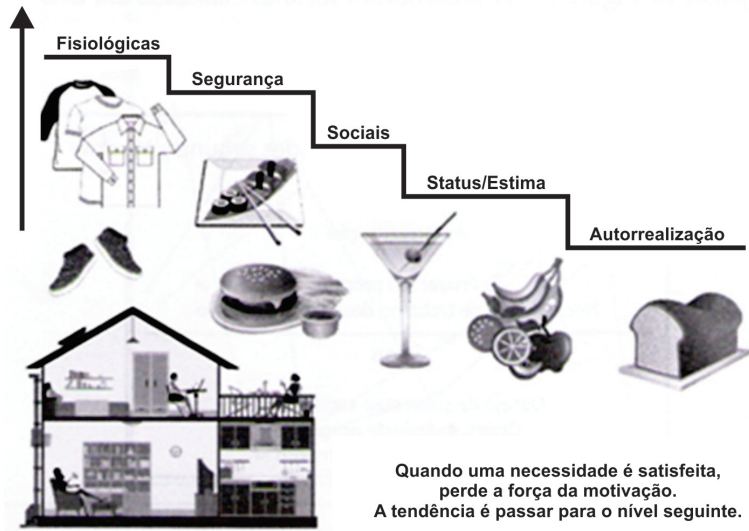 Fisiológicas
Segurança
Sociais
Status/Estima
Autorrealização
Quando uma necessidade é satisfeita,
perde a força da motivação.
A tendência é passar para o nível seguinte.